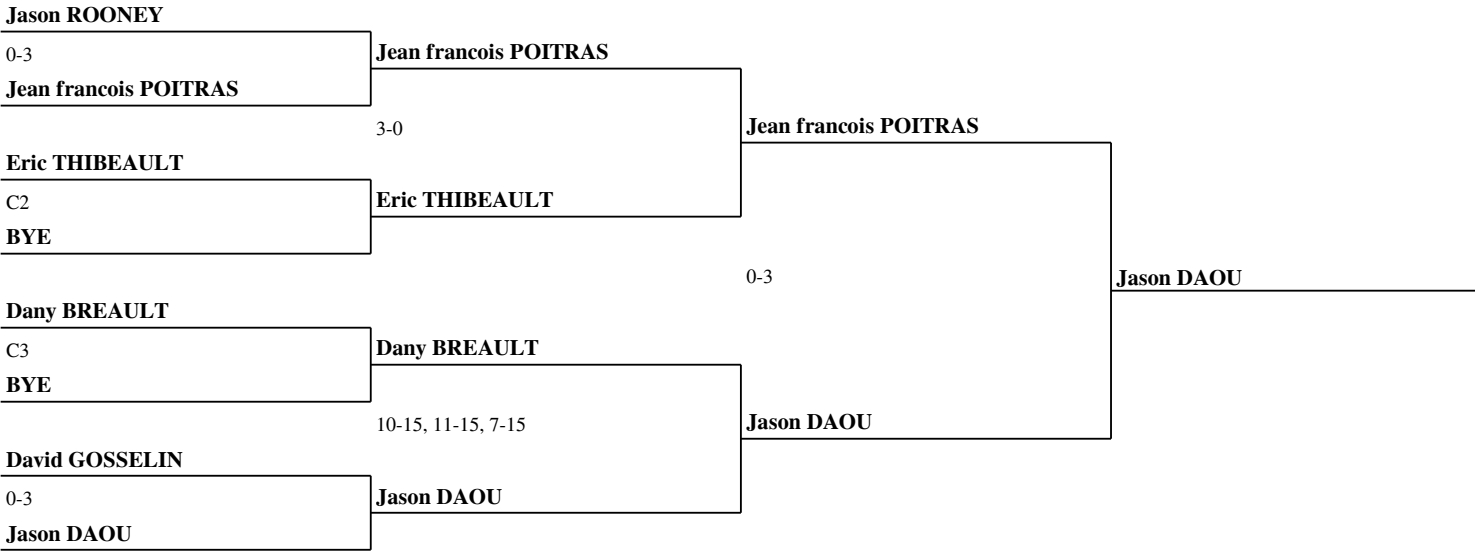 Jason ROONEY
0-3
Jean francois POITRAS
Jean francois POITRAS
3-0
Jean francois POITRAS
Eric THIBEAULT
C2
Eric THIBEAULT
BYE
0-3
Jason DAOU
Dany BREAULT
C3
Dany BREAULT
BYE
10-15, 11-15, 7-15
Jason DAOU
David GOSSELIN
0-3
Jason DAOU
Jason DAOU